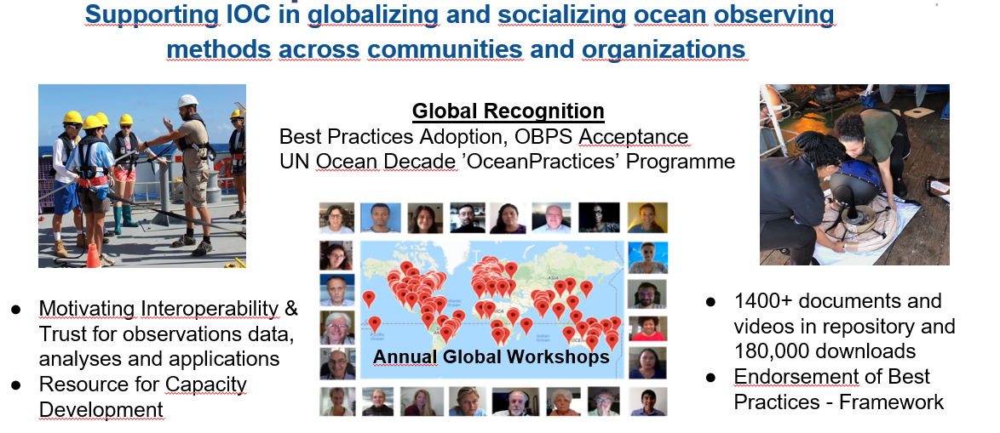 Supporting IOC in globalizing and socializing ocean observing
methods across communities and organizations
Global Recognition
Best Practices Adoption, OBPS Acceptance
UN Ocean Decade ’OceanPractices’ Programme
ASIA
Annual Global Workshops
● Motivating Interoperability &
Trust for observations data,
analyses and applications
● Resource for Capacity
Development
● 1400+ documents and
videos in repository and
180,000 downloads
● Endorsement of Best
Practices - Framework